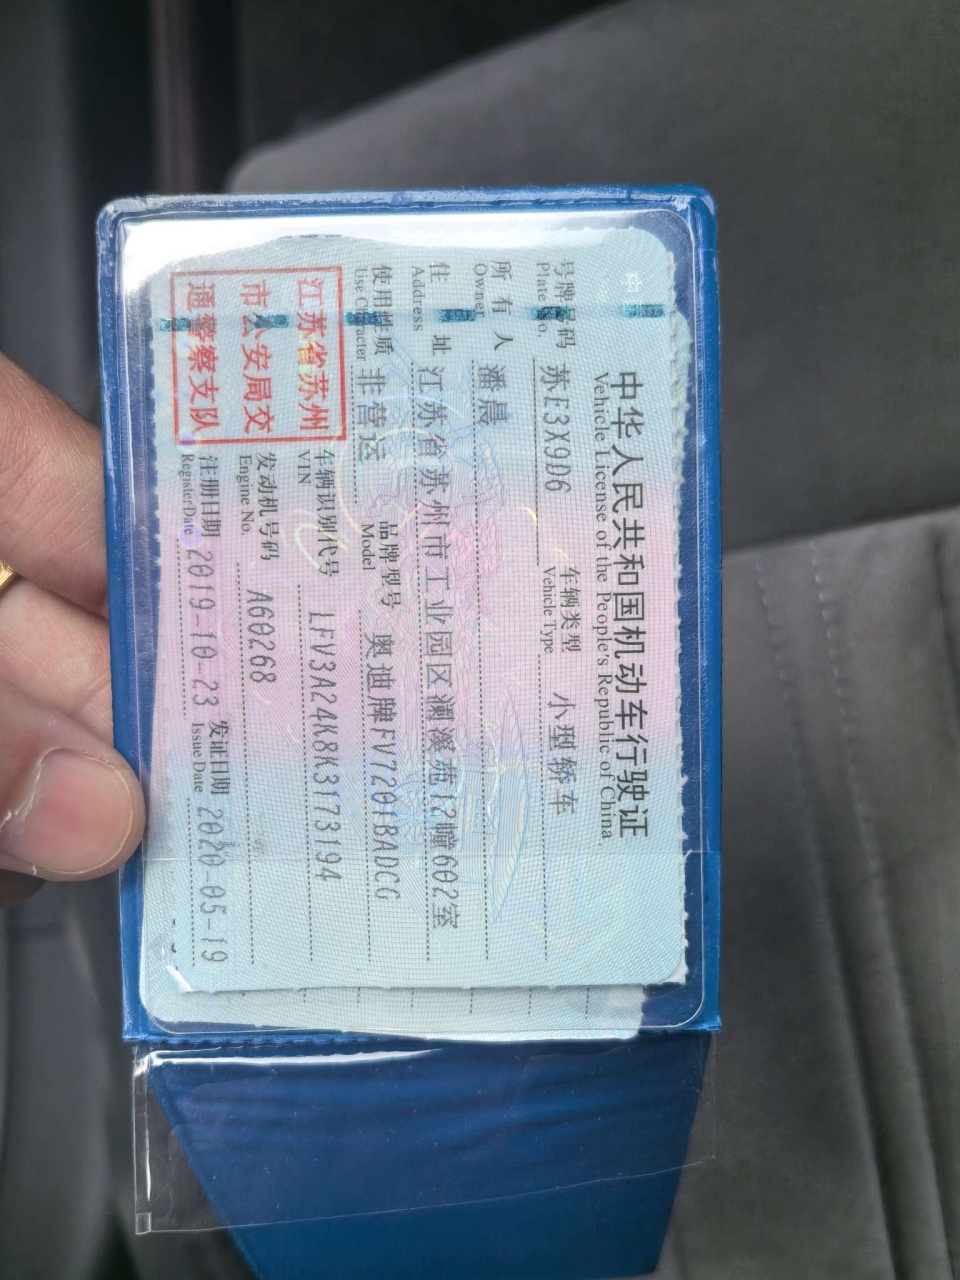 中华人民共和国机动车行驶证
Vehicle License of the People's Republic of China
号牌号码 苏E3X9D6 车辆类型 小型轿车
Plate No. Vehicle Type
所有人 潘晨
Owner
住址 江苏省苏州市工业园区澜溪苑12幢602室
Address
使用性质 非营运 品牌型号 奥迪牌FV7201BADCG
Use Character Model
车辆识别代号 LFV3A24K8K3173194
VIN
发动机号码 A60268
Engine No.
注册日期 2019-10-23 发证日期 2020-05-19
Register Date Issue Date
江苏省苏州
市公安局交
通警察支队